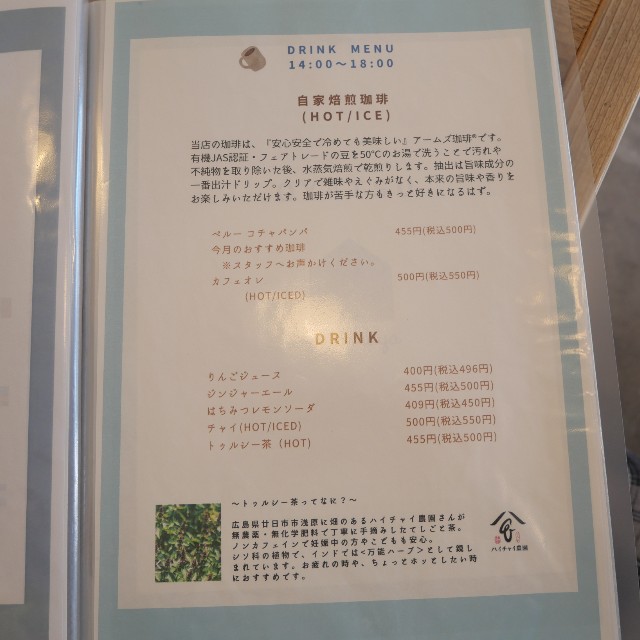 DRINK MENU
14:00～18:00
自家焙煎珈琲
(HOT/ICE)
当店の珈琲は、『安心安全で冷めても美味しい』アームズ珈琲®です。
有機JAS認証・フェアトレードの豆を50℃のお湯で洗うことで汚れや
不純物を取り除いた後、水蒸気焙煎で乾煎りします。抽出は旨味成分の
一番出汁ドリップ。クリアで雑味やえぐみがなく、本来の旨味や香りを
お楽しみいただけます。珈琲が苦手な方もきっと好きになるはず。
ペルー コチャパンパ 455円(税込500円)
今月のおすすめ珈琲
※スタッフへお声かけください。
カフェオレ 500円(税込550円)
(HOT/ICED)
DRINK
りんごジュース 400円(税込496円)
ジンジャーエール 455円(税込500円)
はちみつレモンソーダ 409円(税込450円)
チャイ(HOT/ICED) 500円(税込550円)
トゥルシー茶 (HOT) 455円(税込500円)
～トゥルシー茶ってなに？～
広島県廿日市市浅原に畑のあるハイチャイ農園さんが
無農薬・無化学肥料で丁寧に手摘みしたてしごと茶。
ノンカフェインで妊娠中の方やこどもも安心。
シソ科の植物で、インドでは<万能ハーブ>として親し
まれています。お疲れの時や、ちょっとホッとしたい時
におすすめです。
ハイチャイ農園